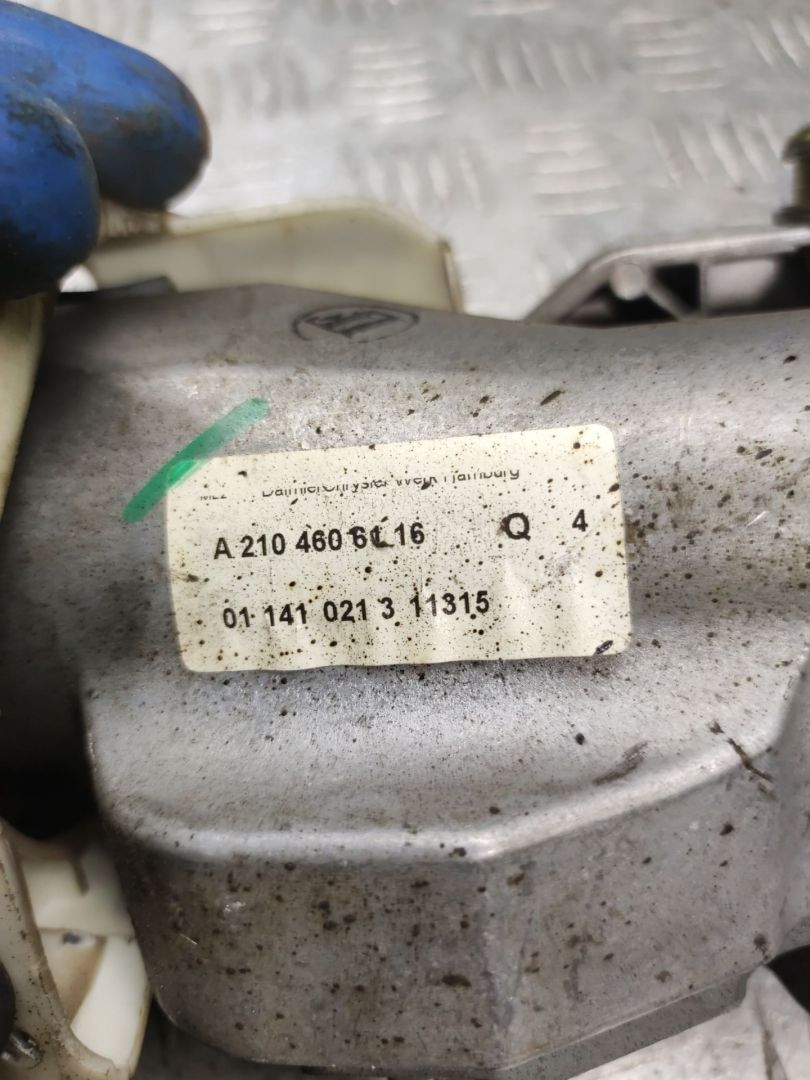 DaimlerChrysler Werk Hamburg
A 210 460 61 16 Q 4
01 141 021 3 11315